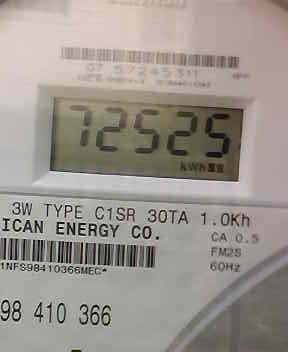 07 57245311
72525
kWh
3W TYPE C1SR 30TA 1.0Kh
ICAN ENERGY CO.
CA 0.5
FM2S
60Hz
1NFS98410366MEC*
98 410 366